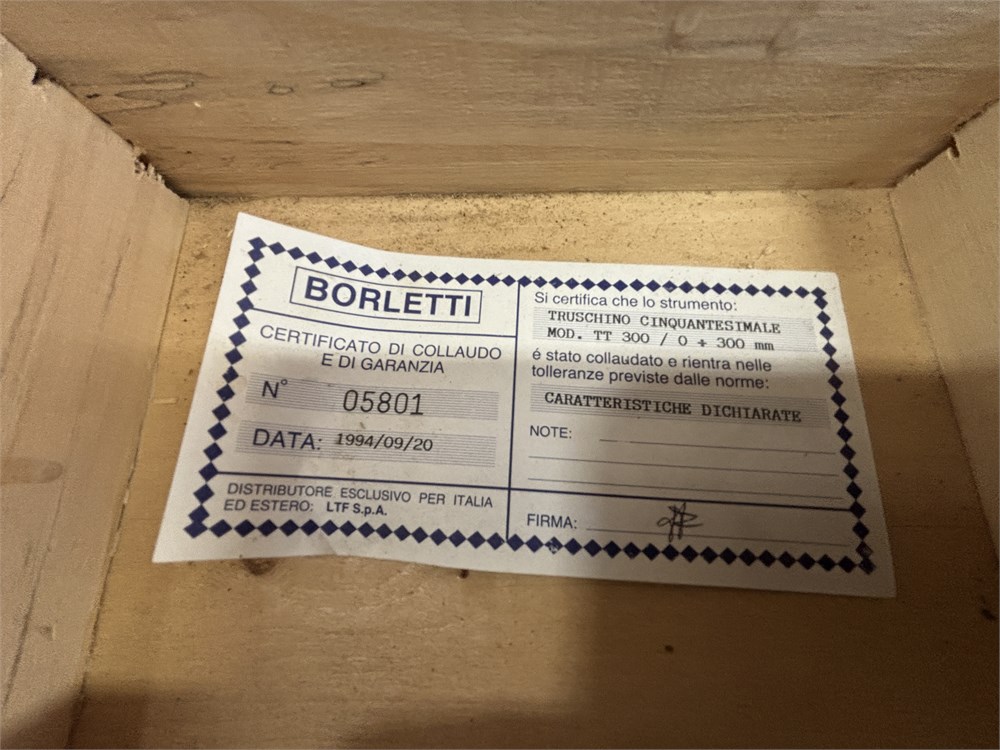 BORLETTI
CERTIFICATO DI COLLAUDO
E DI GARANZIA
N° 05801
DATA: 1994/09/20
DISTRIBUTORE ESCLUSIVO PER ITALIA
ED ESTERO: LTF S.p.A.
Si certifica che lo strumento:
TRUSCHINO CINQUANTESIMALE
MOD. TT 300 / 0 + 300 mm
é stato collaudato e rientra nelle
tolleranze previste dalle norme:
CARATTERISTICHE DICHIARATE
NOTE:
FIRMA: